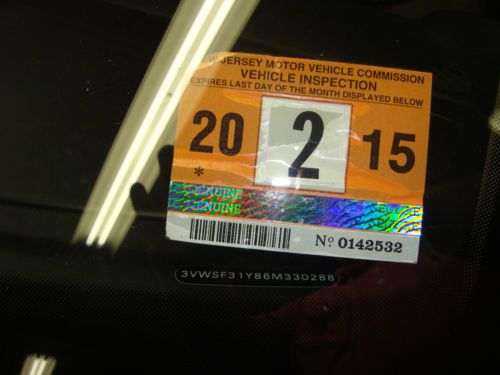 JERSEY MOTOR VEHICLE COMMISSION
VEHICLE INSPECTION
EXPIRES LAST DAY OF THE MONTH DISPLAYED BELOW
20 2 15
*
GENUINE
GENUINE
No. 0142532
3VWSF31Y86M330288